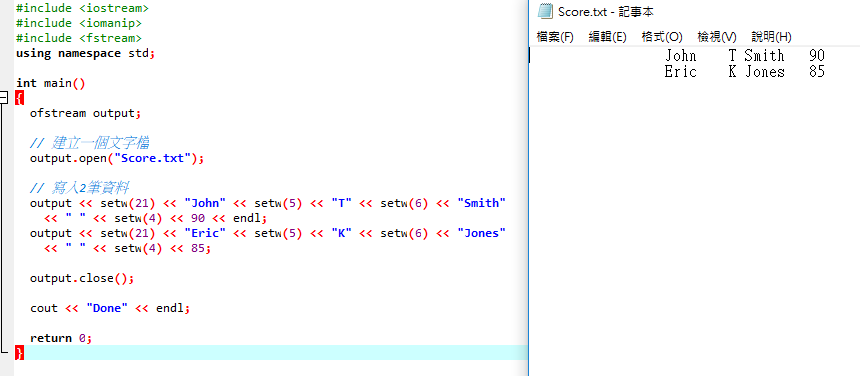 #include <iostream>
#include <iomanip>
#include <fstream>
using namespace std;
int main()
{
ofstream output;
// 建立一個文字檔
output.open("Score.txt");
// 寫入2筆資料
output << setw(21) << "John" << setw(5) << "T" << setw(6) << "Smith"
<< " " << setw(4) << 90 << endl;
output << setw(21) << "Eric" << setw(5) << "K" << setw(6) << "Jones"
<< " " << setw(4) << 85;
output.close();
cout << "Done" << endl;
return 0;
}
Score.txt - 記事本
檔案(F) 編輯(E) 格式(O) 檢視(V) 說明(H)
John T Smith 90
Eric K Jones 85